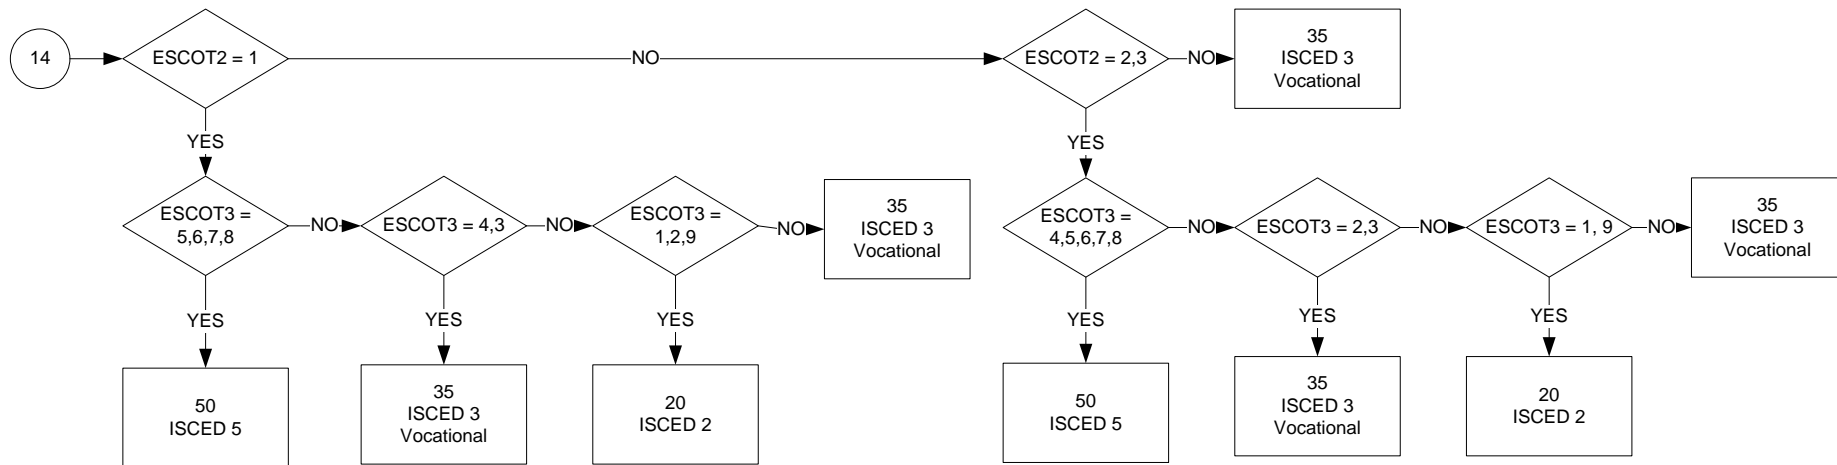 14
ESCOT2 = 1
NO
ESCOT2 = 2,3
NO
35
ISCED 3
Vocational
YES
YES
ESCOT3 =
5,6,7,8
NO
ESCOT3 = 4,3
NO
ESCOT3 =
1,2,9
NO
35
ISCED 3
Vocational
ESCOT3 =
4,5,6,7,8
NO
ESCOT3 = 2,3
NO
ESCOT3 = 1, 9
NO
35
ISCED 3
Vocational
YES
YES
YES
YES
YES
YES
50
ISCED 5
35
ISCED 3
Vocational
20
ISCED 2
50
ISCED 5
35
ISCED 3
Vocational
20
ISCED 2